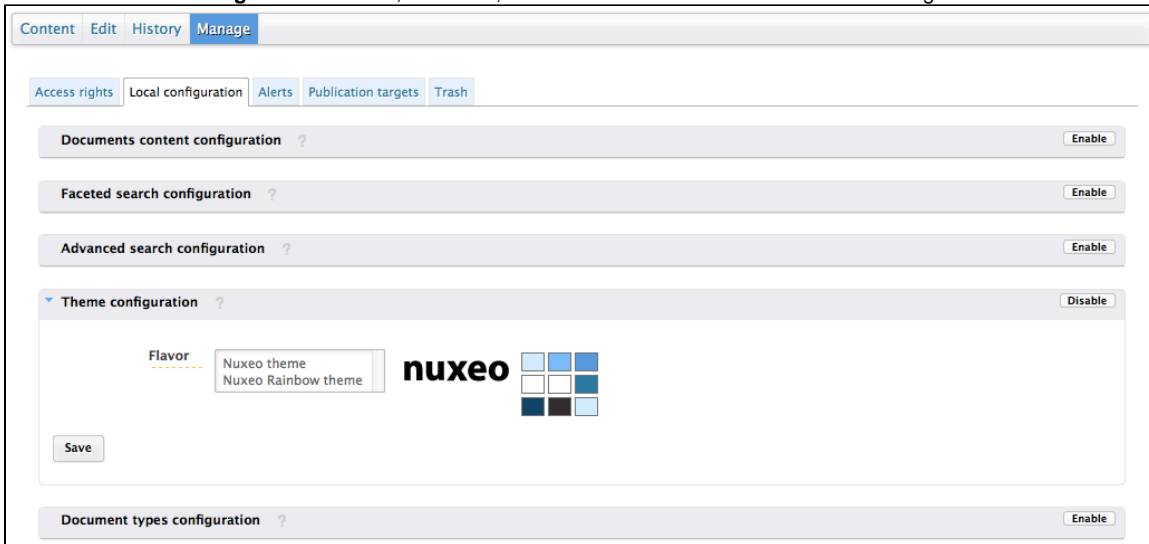 Content Edit History Manage
Access rights Local configuration Alerts Publication targets Trash
Documents content configuration ? Enable
Faceted search configuration ? Enable
Advanced search configuration ? Enable
Theme configuration ? Disable
Flavor
Nuxeo theme
Nuxeo Rainbow theme
nuxeo
Save
Document types configuration ? Enable